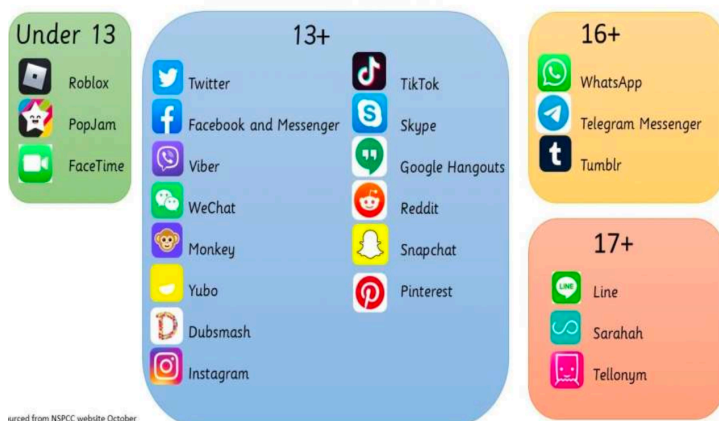 Under 13
Roblox
PopJam
FaceTime
13+
Twitter
Facebook and Messenger
Viber
WeChat
Monkey
Yubo
Dubsmash
Instagram
TikTok
Skype
Google Hangouts
Reddit
Snapchat
Pinterest
16+
WhatsApp
Telegram Messenger
Tumblr
17+
LINE
Line
Sarahah
Tellonym
urced from NSPCC website October